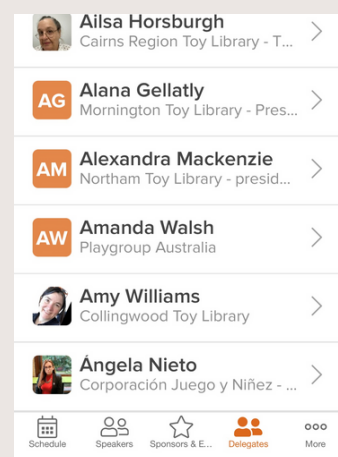 Ailsa Horsburgh
Cairns Region Toy Library - T...
AG
Alana Gellatly
Mornington Toy Library - Pres...
AM
Alexandra Mackenzie
Northam Toy Library - presid...
AW
Amanda Walsh
Playgroup Australia
Amy Williams
Collingwood Toy Library
Ángela Nieto
Corporación Juego y Niñez - ...
Schedule
Speakers
Sponsors & E...
Delegates
More